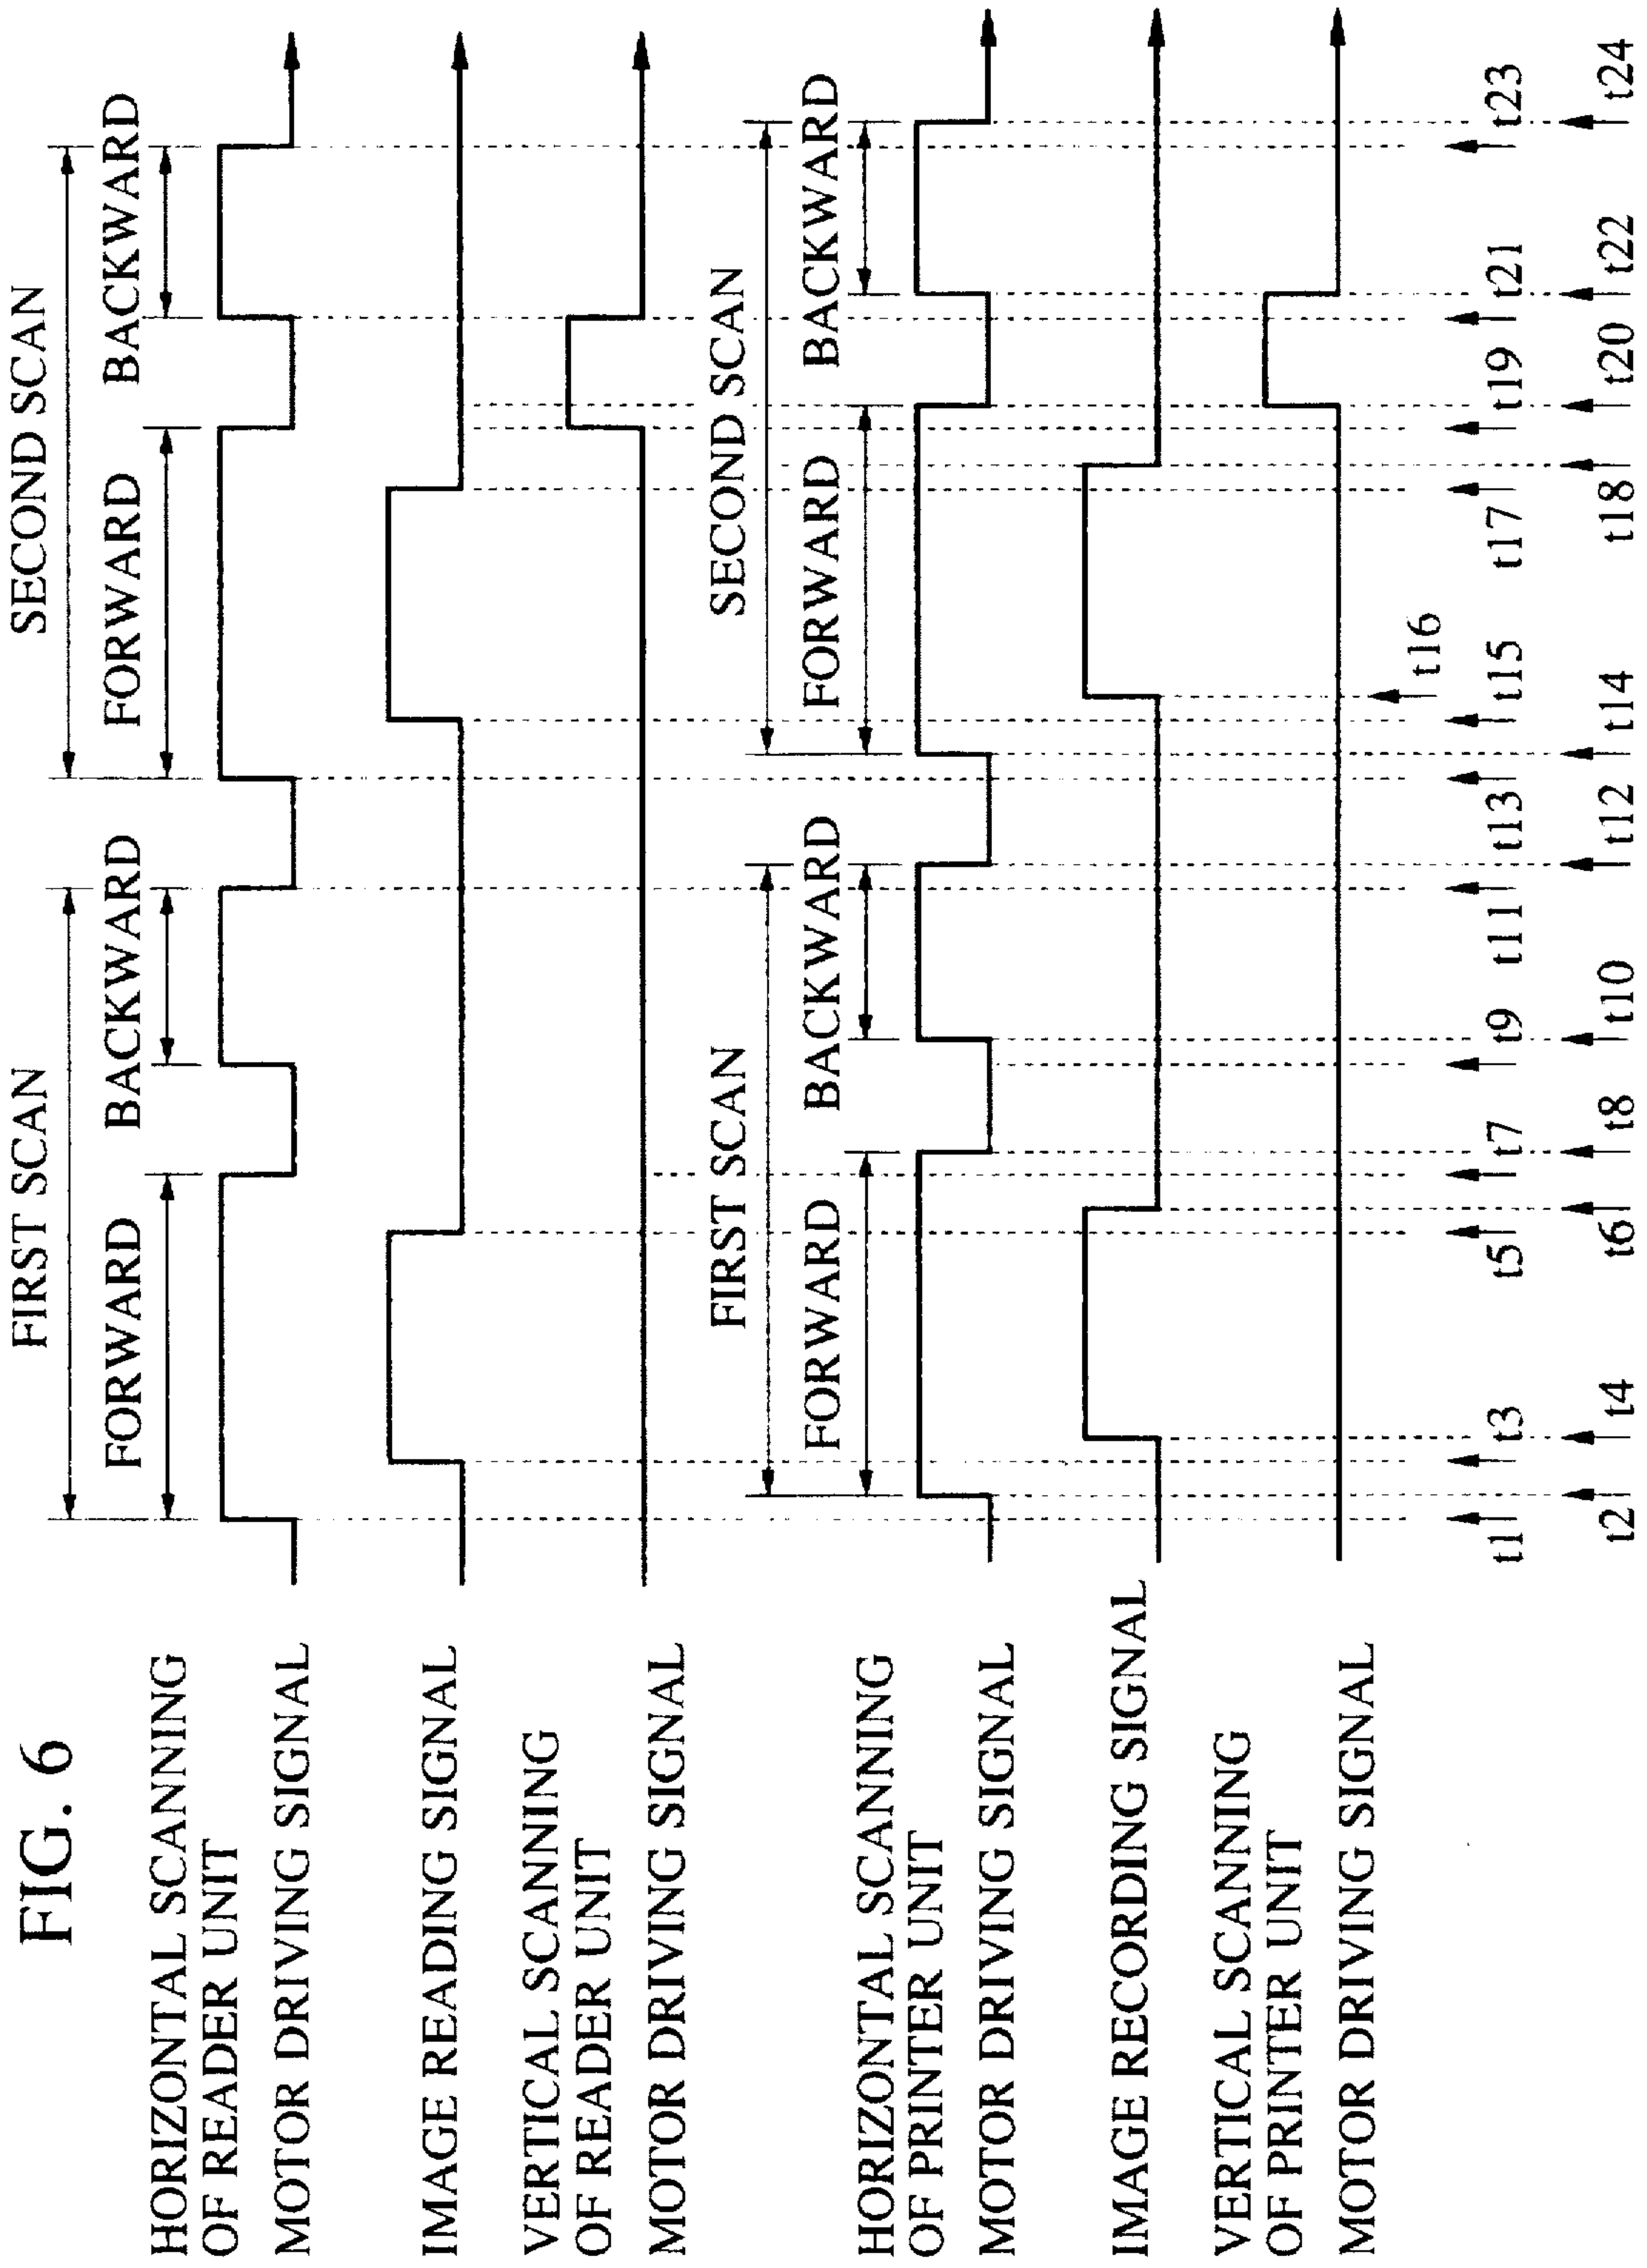 FIG. 6
SECOND SCAN
FIRST SCAN
FORWARD
BACKWARD
FORWARD
BACKWARD
HORIZONTAL SCANNING
OF READER UNIT
MOTOR DRIVING SIGNAL
IMAGE READING SIGNAL
VERTICAL SCANNING
OF READER UNIT
MOTOR DRIVING SIGNAL
FIRST SCAN
SECOND SCAN
FORWARD
BACKWARD
FORWARD
BACKWARD
HORIZONTAL SCANNING
OF PRINTER UNIT
MOTOR DRIVING SIGNAL
IMAGE RECORDING SIGNAL
VERTICAL SCANNING
OF PRINTER UNIT
MOTOR DRIVING SIGNAL
t16
t1 t3 t5 t7 t9 t11 t13 t15 t17 t19 t21 t23
t2 t4 t6 t8 t10 t12 t14 t18 t20 t22 t24